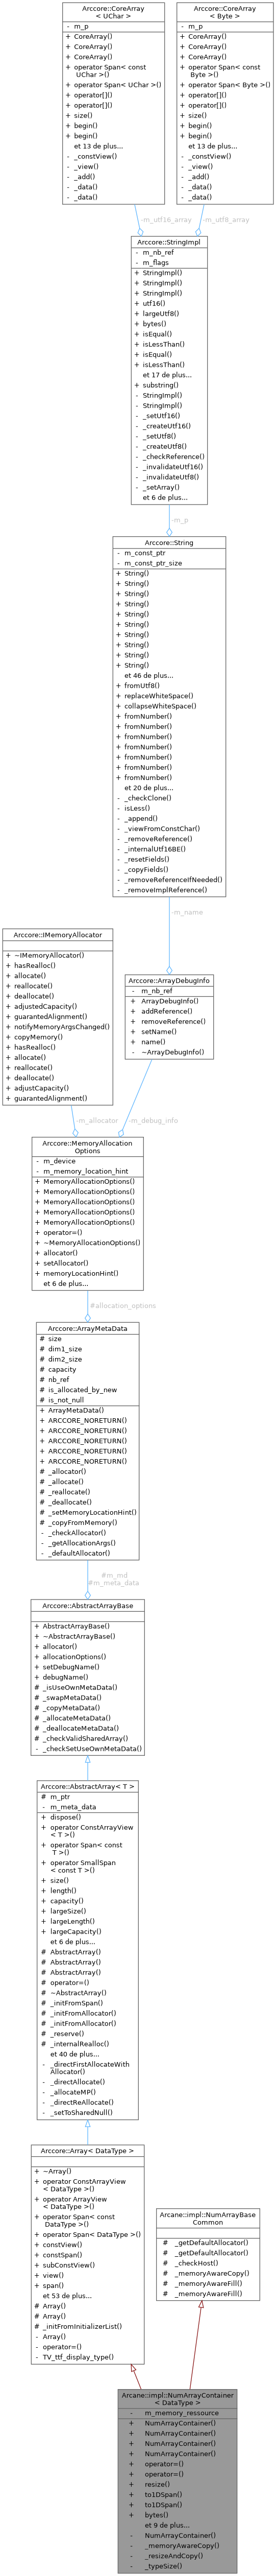 Arccore::CoreArray
< UChar >
- m_p
+ CoreArray()
+ CoreArray()
+ CoreArray()
+ operator Span< const
UChar >()
+ operator Span< UChar >()
+ operator[]()
+ operator[]()
+ size()
+ begin()
+ begin()
et 13 de plus...
- _constView()
- _view()
- _add()
- _data()
- _data()
Arccore::CoreArray
< Byte >
- m_p
+ CoreArray()
+ CoreArray()
+ CoreArray()
+ operator Span< const
Byte >()
+ operator Span< Byte >()
+ operator[]()
+ operator[]()
+ size()
+ begin()
+ begin()
et 13 de plus...
- _constView()
- _view()
- _add()
- _data()
- _data()
-m_utf16_array
-m_utf8_array
Arccore::StringImpl
- m_nb_ref
- m_flags
+ StringImpl()
+ StringImpl()
+ StringImpl()
+ utf16()
+ largeUtf8()
+ bytes()
+ isEqual()
+ isLessThan()
+ isEqual()
+ isLessThan()
et 17 de plus...
+ substring()
- StringImpl()
- StringImpl()
- _setUtf16()
- _createUtf16()
- _setUtf8()
- _createUtf8()
- _checkReference()
- _invalidateUtf16()
- _invalidateUtf8()
- _setArray()
et 6 de plus...
-m_p
Arccore::String
- m_const_ptr
- m_const_ptr_size
+ String()
+ String()
+ String()
+ String()
+ String()
+ String()
+ String()
+ String()
+ String()
+ String()
et 46 de plus...
+ fromUtf8()
+ replaceWhiteSpace()
+ collapseWhiteSpace()
+ fromNumber()
+ fromNumber()
+ fromNumber()
+ fromNumber()
+ fromNumber()
+ fromNumber()
+ fromNumber()
et 20 de plus...
- _checkClone()
- isLess()
- _append()
- _viewFromConstChar()
- _removeReference()
- _internalUtf16BE()
- _resetFields()
- _copyFields()
- _removeReferenceIfNeeded()
- _removeImplReference()
-m_name
Arccore::IMemoryAllocator
+ ~IMemoryAllocator()
+ hasRealloc()
+ allocate()
+ reallocate()
+ deallocate()
+ adjustedCapacity()
+ guarantedAlignment()
+ notifyMemoryArgsChanged()
+ copyMemory()
+ hasRealloc()
+ allocate()
+ reallocate()
+ deallocate()
+ adjustCapacity()
+ guarantedAlignment()
Arccore::ArrayDebugInfo
- m_nb_ref
+ ArrayDebugInfo()
+ addReference()
+ removeReference()
+ setName()
+ name()
- ~ArrayDebugInfo()
-m_allocator
-m_debug_info
Arccore::MemoryAllocation
Options
- m_device
- m_memory_location_hint
+ MemoryAllocationOptions()
+ MemoryAllocationOptions()
+ MemoryAllocationOptions()
+ MemoryAllocationOptions()
+ MemoryAllocationOptions()
+ operator=()
+ ~MemoryAllocationOptions()
+ allocator()
+ setAllocator()
+ memoryLocationHint()
et 6 de plus...
#allocation_options
Arccore::ArrayMetaData
# size
# dim1_size
# dim2_size
# capacity
# nb_ref
# is_allocated_by_new
# is_not_null
+ ArrayMetaData()
+ ARCCORE_NORETURN()
+ ARCCORE_NORETURN()
+ ARCCORE_NORETURN()
+ ARCCORE_NORETURN()
+ ARCCORE_NORETURN()
# _allocator()
# _allocate()
# _reallocate()
# _deallocate()
# _setMemoryLocationHint()
# _copyFromMemory()
- _checkAllocator()
- _getAllocationArgs()
- _defaultAllocator()
#m_md
#m_meta_data
Arccore::AbstractArrayBase
+ AbstractArrayBase()
+ ~AbstractArrayBase()
+ allocator()
+ allocationOptions()
+ setDebugName()
+ debugName()
# _isUseOwnMetaData()
# _swapMetaData()
# _copyMetaData()
# _allocateMetaData()
# _deallocateMetaData()
# _checkValidSharedArray()
- _checkSetUseOwnMetaData()
Arccore::AbstractArray< T >
# m_ptr
- m_meta_data
+ dispose()
+ operator ConstArrayView
< T >()
+ operator Span< const
T >()
+ operator SmallSpan
< const T >()
+ size()
+ length()
+ capacity()
+ largeSize()
+ largeLength()
+ largeCapacity()
et 6 de plus...
# AbstractArray()
# AbstractArray()
# AbstractArray()
# operator=()
# ~AbstractArray()
# _initFromSpan()
# _initFromAllocator()
# _initFromAllocator()
# _reserve()
# _internalRealloc()
et 40 de plus...
- _directFirstAllocateWith
Allocator()
- _directAllocate()
- _allocateMP()
- _directReAllocate()
- _setToSharedNull()
Arccore::Array< DataType >
+ ~Array()
+ operator ConstArrayView
< DataType >()
+ operator ArrayView
< DataType >()
+ operator Span< const
DataType >()
+ operator Span< DataType >()
+ constView()
+ constSpan()
+ subConstView()
+ view()
+ span()
et 53 de plus...
# Array()
# Array()
# _initFromInitializerList()
- Array()
- operator=()
- TV_ttf_display_type()
Arcane::impl::NumArrayBase
Common
# _getDefaultAllocator()
# _getDefaultAllocator()
# _checkHost()
# _memoryAwareCopy()
# _memoryAwareFill()
# _memoryAwareFill()
Arcane::impl::NumArrayContainer
< DataType >
- m_memory_ressource
+ NumArrayContainer()
+ NumArrayContainer()
+ NumArrayContainer()
+ NumArrayContainer()
+ operator=()
+ operator=()
+ resize()
+ to1DSpan()
+ to1DSpan()
+ bytes()
et 9 de plus...
- NumArrayContainer()
- _memoryAwareCopy()
- _resizeAndCopy()
- _typeSize()